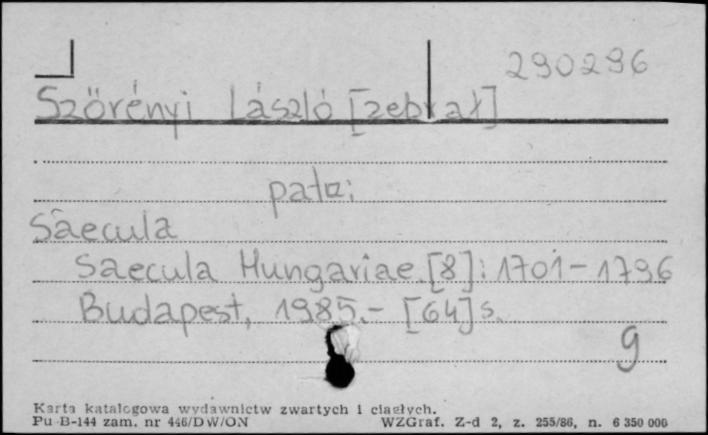 290296
Szörényi László [zebrał]
patrz:
Saecula
Saecula Hungariae.[8]: 1701-1796
Budapest, 1985.- [64] s.
g
Karta katalogowa wydawnictw zwartych i ciągłych.
Pu-B-144 zam. nr 446/DW/ON WZGraf. Z-d 2, z. 255/86, n. 6 350 000